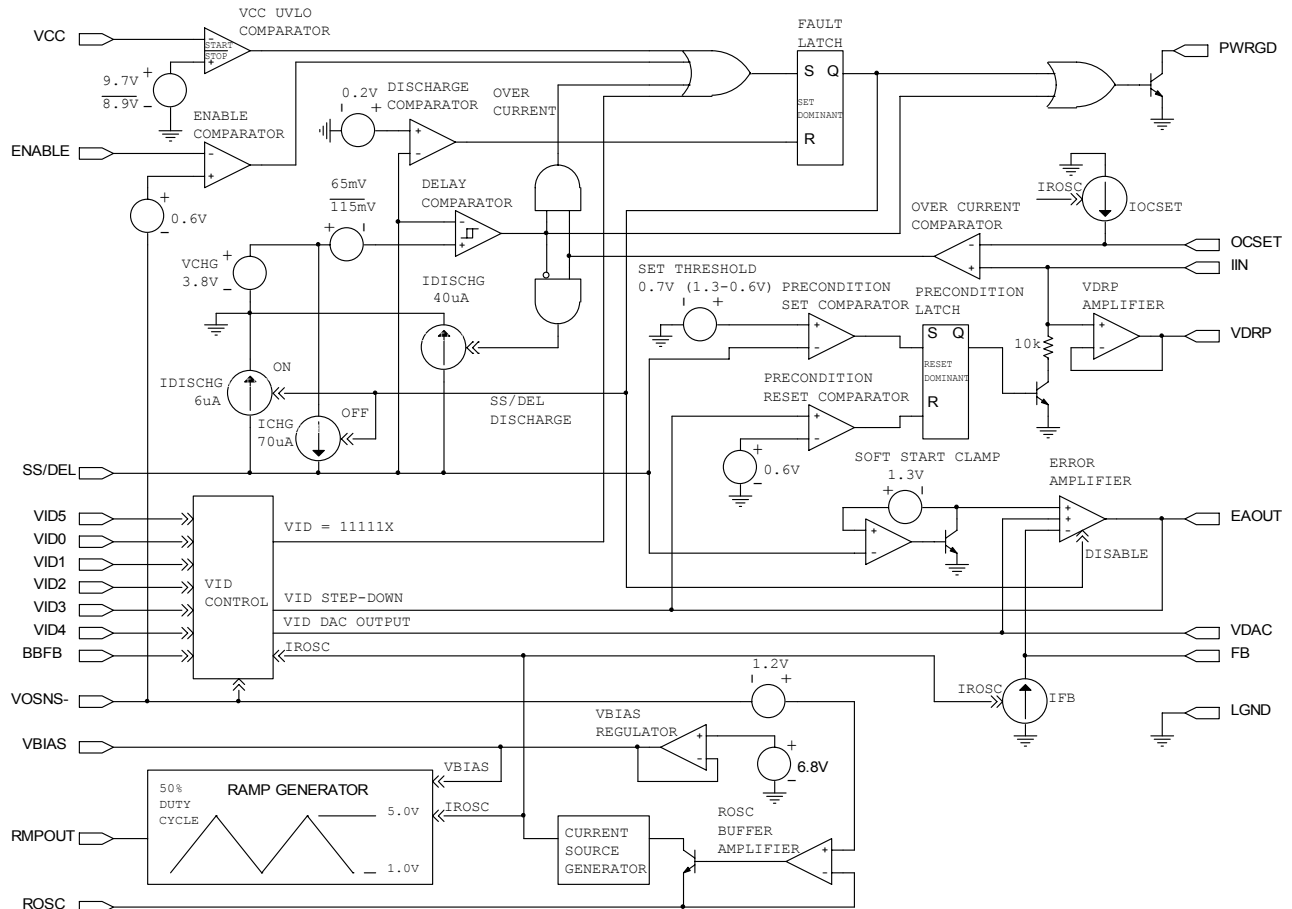 VCC UVLO
COMPARATOR
VCC
START
STOP
9.7V
8.9V
+
-
ENABLE
COMPARATOR
ENABLE
0.6V
0.2V
DISCHARGE
COMPARATOR
OVER
CURRENT
FAULT
LATCH
S Q
SET
DOMINANT
R
PWRGD
65mV
115mV
DELAY
COMPARATOR
IROSC
IOCSET
OVER CURRENT
COMPARATOR
OCSET
IIN
VCHG
3.8V
IDISCHG
40uA
SET THRESHOLD
0.7V (1.3-0.6V)
PRECONDITION
SET COMPARATOR
PRECONDITION
LATCH
S Q
RESET
DOMINANT
R
VDRP
AMPLIFIER
VDRP
10k
IDISCHG
6uA
ON
ICHG
70uA
OFF
SS/DEL
DISCHARGE
PRECONDITION
RESET COMPARATOR
0.6V
SS/DEL
SOFT START CLAMP
1.3V
ERROR
AMPLIFIER
EAOUT
DISABLE
VID5
VID0
VID1
VID2
VID3
VID4
BBFB
VID
CONTROL
VID = 11111X
VID STEP-DOWN
VID DAC OUTPUT
IROSC
VDAC
FB
IROSC
IFB
LGND
VOSNS-
1.2V
VBIAS
VBIAS
REGULATOR
6.8V
VBIAS
IROSC
50%
DUTY
CYCLE
RAMP GENERATOR
5.0V
1.0V
RMPOUT
CURRENT
SOURCE
GENERATOR
ROSC
BUFFER
AMPLIFIER
ROSC